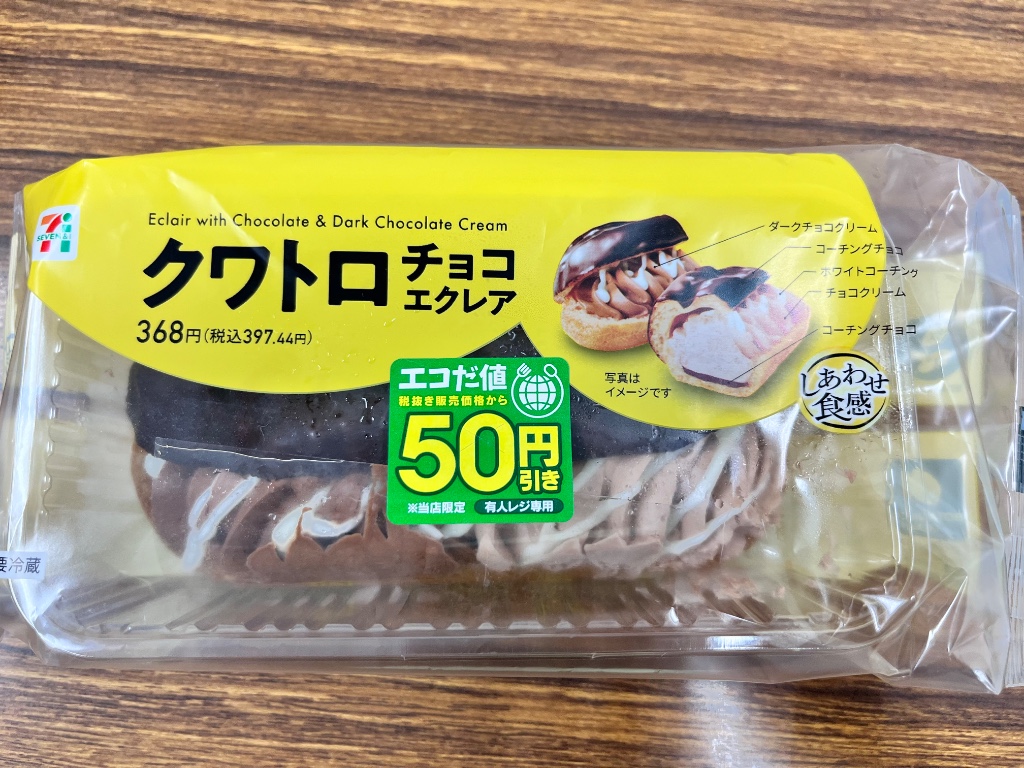 SEVEN&i
Eclair with Chocolate & Dark Chocolate Cream
クワトロ
チョコ
エクレア
368円(税込397.44円)
ダークチョコクリーム
コーチングチョコ
ホワイトコーチング
チョコクリーム
コーチングチョコ
写真は
イメージです
しあわせ
食感
エコだ値
税抜き販売価格から
50円
引き
※当店限定 有人レジ専用
要冷蔵